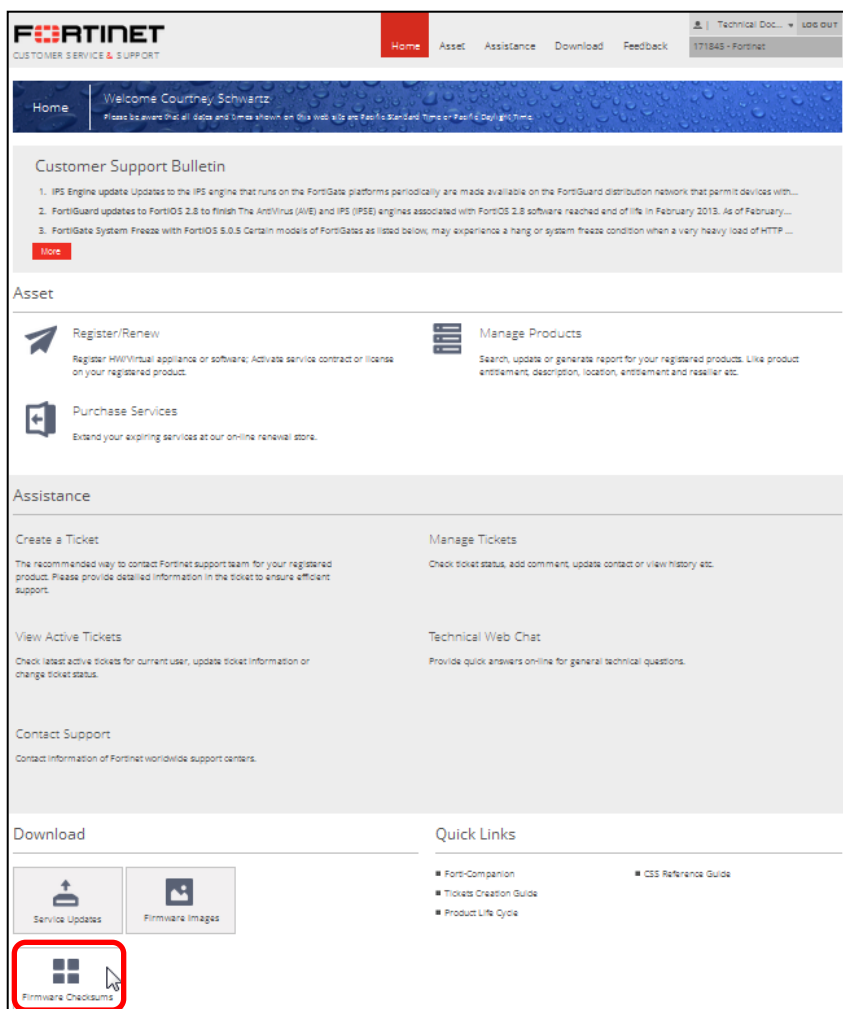 FORTINET
CUSTOMER SERVICE & SUPPORT
Home Asset Assistance Download Feedback
| Technical Doc... LOG OUT
171845 - Fortinet
Home
Welcome Courtney Schwartz
Please be aware that all dates and times shown on this web site are Pacific Standard Time or Pacific Daylight Time.
Customer Support Bulletin
1. IPS Engine update Updates to the IPS engine that runs on the FortiGate platforms periodically are made available on the FortiGuard distribution network that permit devices with...
2. FortiGuard updates to FortiOS 2.8 to finish The AntiVirus (AVE) and IPS (IPSE) engines associated with FortiOS 2.8 software reached end of life in February 2013. As of February...
3. FortiGate System Freeze with FortiOS 5.0.5 Certain models of FortiGates as listed below, may experience a hang or system freeze condition when a very heavy load of HTTP ...
More
Asset
Register/Renew
Register HW/Virtual appliance or software; Activate service contract or license
on your registered product.
Manage Products
Search, update or generate report for your registered products. Like product
entitlement, description, location, entitlement and reseller etc.
Purchase Services
Extend your expiring services at our on-line renewal store.
Assistance
Create a Ticket
The recommended way to contact Fortinet support team for your registered
product. Please provide detailed information in the ticket to ensure efficient
support.
Manage Tickets
Check ticket status, add comment, update contact or view history etc.
View Active Tickets
Check latest active tickets for current user, update ticket information or
change ticket status.
Technical Web Chat
Provide quick answers on-line for general technical questions.
Contact Support
Contact information of Fortinet worldwide support centers.
Download
Service Updates
Firmware Images
Firmware Checksums
Quick Links
Forti-Companion
Tickets Creation Guide
Product Life Cycle
CSS Reference Guide